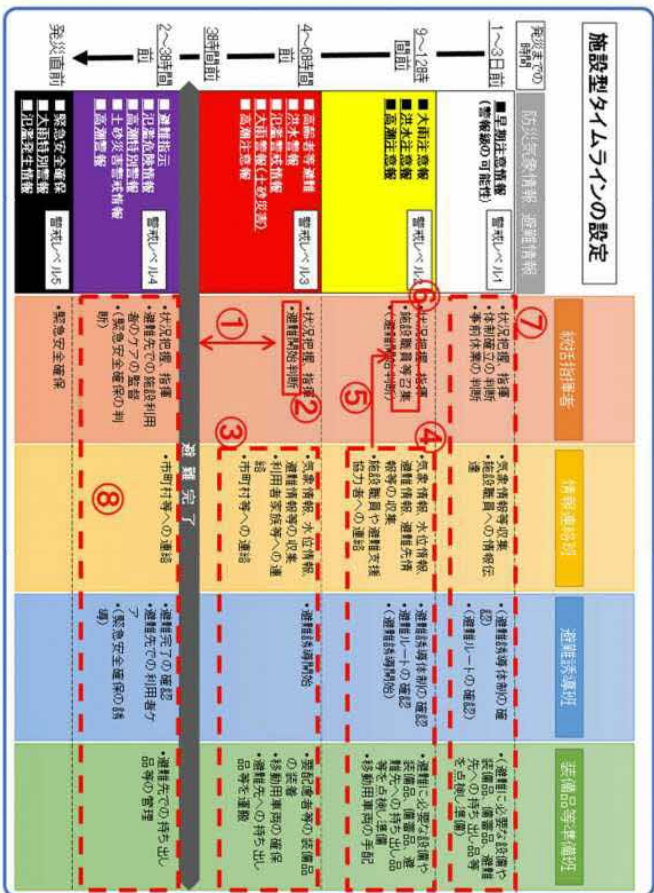 施設型タイムラインの設定
発災までの
時間
防災気象情報 避難情報
統括指揮者
情報連絡班
避難誘導班
装備品等準備班
1～3日前
■早期注意情報
(警報級の可能性)
警戒レベル1
⑦
・状況把握、指揮
・体制確立の判断
・事前休業の判断
・気象情報等収集
・施設職員への情報伝
達
・(避難誘導体制の確
認)
・(避難ルートの確認)
・(避難に必要な設備や
装備品、備蓄品、避難
先への持ち出し品等
を点検し準備)
9～128時
間前
■大雨注意報
■洪水注意報
■高潮注意報
警戒レベル2
⑥
・状況把握、指揮
・施設職員等召集
・(避難開始判断)
⑤
④
・気象情報、水位情報、
避難情報、避難先情
報等の収集
・施設職員や避難支援
協力者への連絡
・避難誘導体制の確認
・避難ルートの確認
・(避難誘導開始)
・避難に必要な設備や
装備品、備蓄品、避
難先への持ち出し品
等を点検し準備
・移動用車両の手配
4～68時間
前
38時間前
■高齢者等避難
■洪水警報
■氾濫警戒情報
■大雨警報(土砂災害)
■高潮注意報
警戒レベル3
・状況把握、指揮
・避難開始判断
②
①
③
・気象情報、水位情報、
避難情報等の収集
・利用者家族等への連
絡
・市町村等への連絡
・避難誘導開始
・要配慮者等の装備品
の装着
・移動用車両の確保
・避難先への持ち出し
品等を運搬
避難完了
2～38時間
前
■避難指示
■氾濫危険情報
■高潮特別警報
■土砂災害警戒情報
■高潮警報
警戒レベル4
・状況把握、指揮
・避難先での施設利用
者のケアの監督
・(緊急安全確保の判
断)
⑧
・市町村等への連絡
・避難完了の確認
・避難先での利用者ケ
ア
・(緊急安全確保の誘
導)
・避難先での持ち出し
品等の管理
発災直前
■緊急安全確保
■大雨特別警報
■氾濫発生情報
警戒レベル5
・緊急安全確保